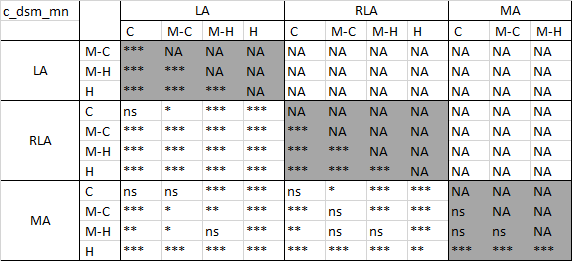 c_dsm_mn LA RLA MA
C M-C M-H H C M-C M-H H C M-C M-H
LA M-C *** NA NA NA NA NA NA NA NA NA NA
M-H *** *** NA NA NA NA NA NA NA NA NA
H *** *** *** NA NA NA NA NA NA NA NA
RLA C ns * *** *** NA NA NA NA NA NA NA
M-C *** *** *** *** *** NA NA NA NA NA NA
M-H *** *** *** *** *** *** NA NA NA NA NA
H *** *** *** *** *** *** *** NA NA NA NA
MA C ns ns *** *** ns * *** *** NA NA NA
M-C *** * ** *** *** ns *** *** ns NA NA
M-H ** * ns *** ** ns ns *** ns ns NA
H *** *** *** *** *** *** *** ** *** *** ***